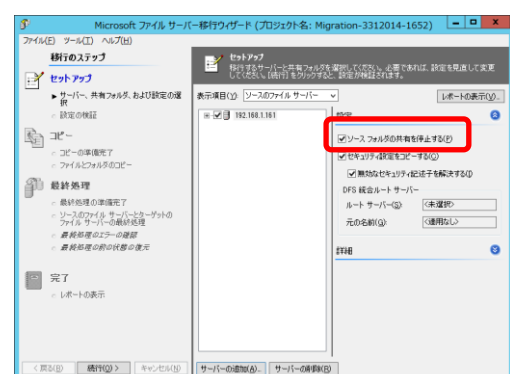 Microsoft ファイル サーバー移行ウィザード (プロジェクト名: Migration-3312014-1652)
ファイル(F) ツール(T) ヘルプ(H)
移行のステップ
セットアップ
サーバー、共有フォルダ、および設定の選択
設定の検証
コピー
コピーの準備完了
ファイルとフォルダのコピー
最終処理
最終処理の準備完了
ソースのファイル サーバーとターゲットの
ファイル サーバーの最終処理
最終処理のエラーの確認
最終処理の前の状態の復元
完了
レポートの表示
セットアップ
移行するサーバーと共有フォルダを選択してください。必要であれば、設定を見直して変更
してください。[続行] をクリックすると、設定が検証されます。
表示項目(Y): ソースのファイル サーバー
レポートの表示(V)...
192.168.1.161
設定
ソース フォルダの共有を停止する(P)
セキュリティ設定をコピーする(O)
無効なセキュリティ記述子を解決する(I)
DFS 統合ルート サーバー
ルート サーバー(S): <未選択>
元の名前(G): <適用なし>
詳細
< 戻る(B) 続行(O) > キャンセル(N) サーバーの追加(A)... サーバーの削除(R)